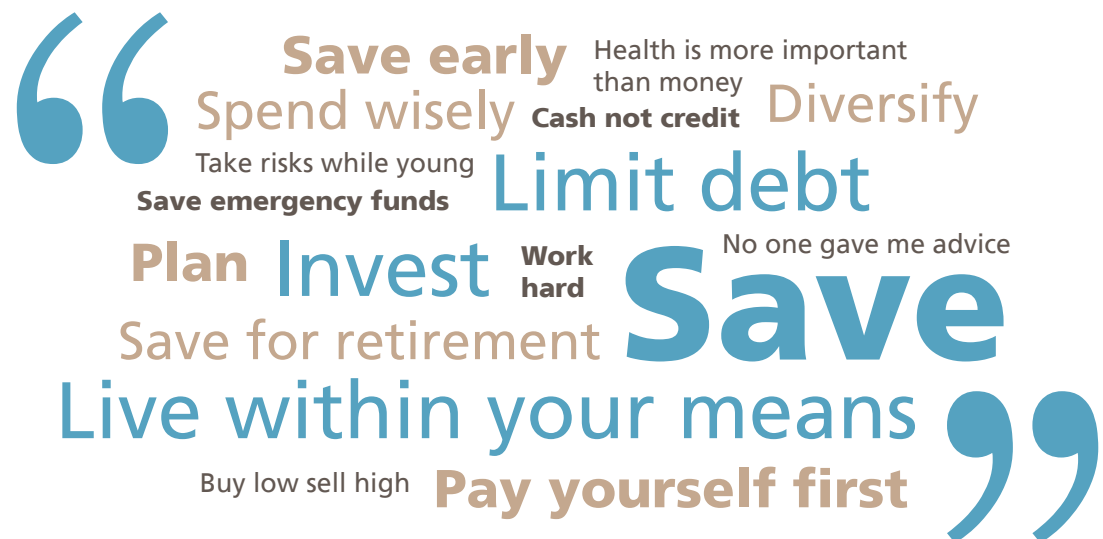 “
Save early
Health is more important
than money
Spend wisely
Cash not credit
Diversify
Take risks while young
Limit debt
Save emergency funds
No one gave me advice
Plan
Invest
Work
hard
Save
Save for retirement
Live within your means
Buy low sell high
Pay yourself first
”